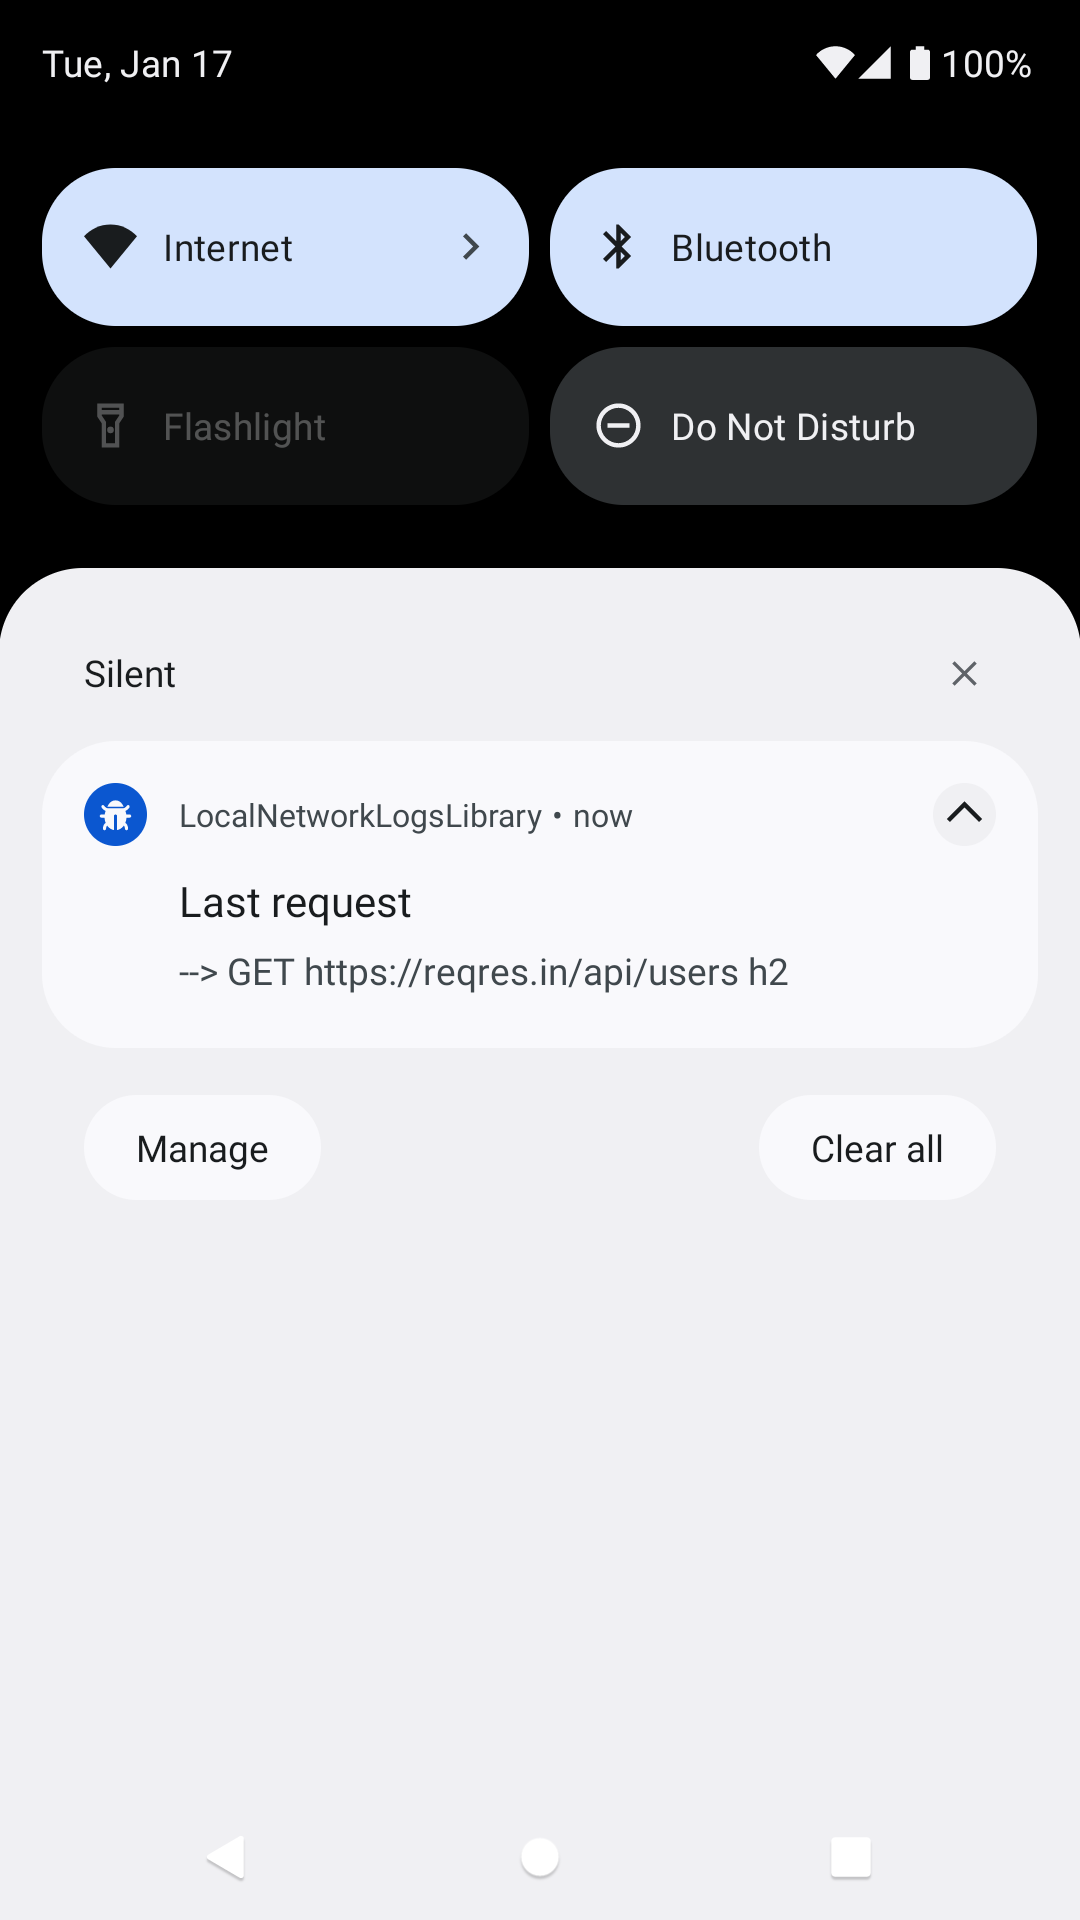 Tue, Jan 17 100%
Internet Bluetooth
Flashlight Do Not Disturb
Silent
LocalNetworkLogsLibrary • now
Last request
--> GET https://reqres.in/api/users h2
Manage Clear all